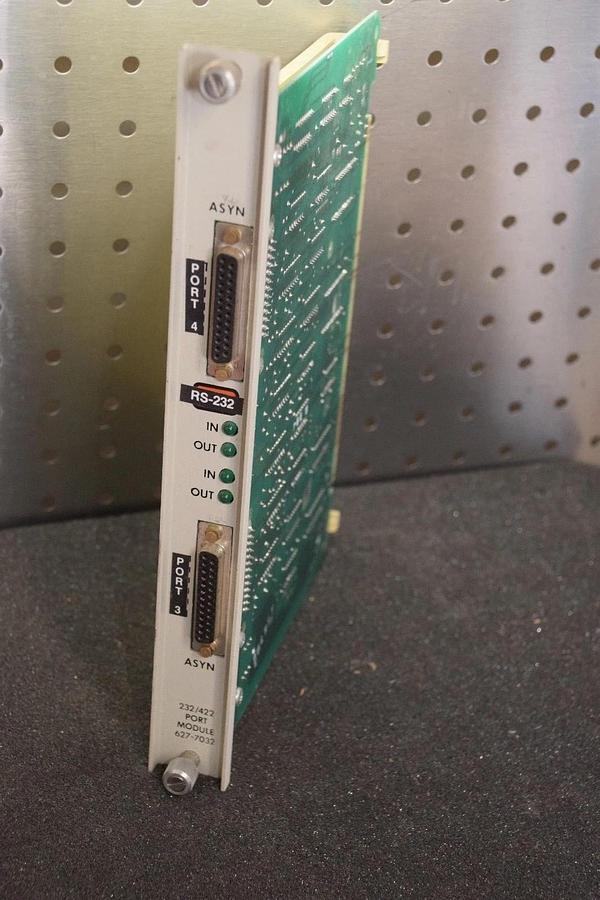 ASYN
PORT 4
RS-232
IN
OUT
IN
OUT
PORT 3
ASYN
232/422
PORT
MODULE
627-7032